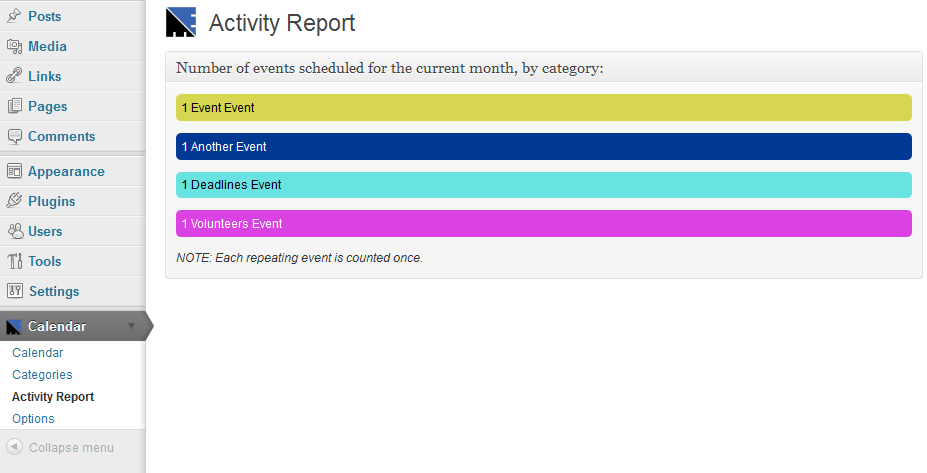 Posts
Media
Links
Pages
Comments
Appearance
Plugins
Users
Tools
Settings
Calendar
Calendar
Categories
Activity Report
Options
Collapse menu
Activity Report
Number of events scheduled for the current month, by category:
1 Event Event
1 Another Event
1 Deadlines Event
1 Volunteers Event
NOTE: Each repeating event is counted once.